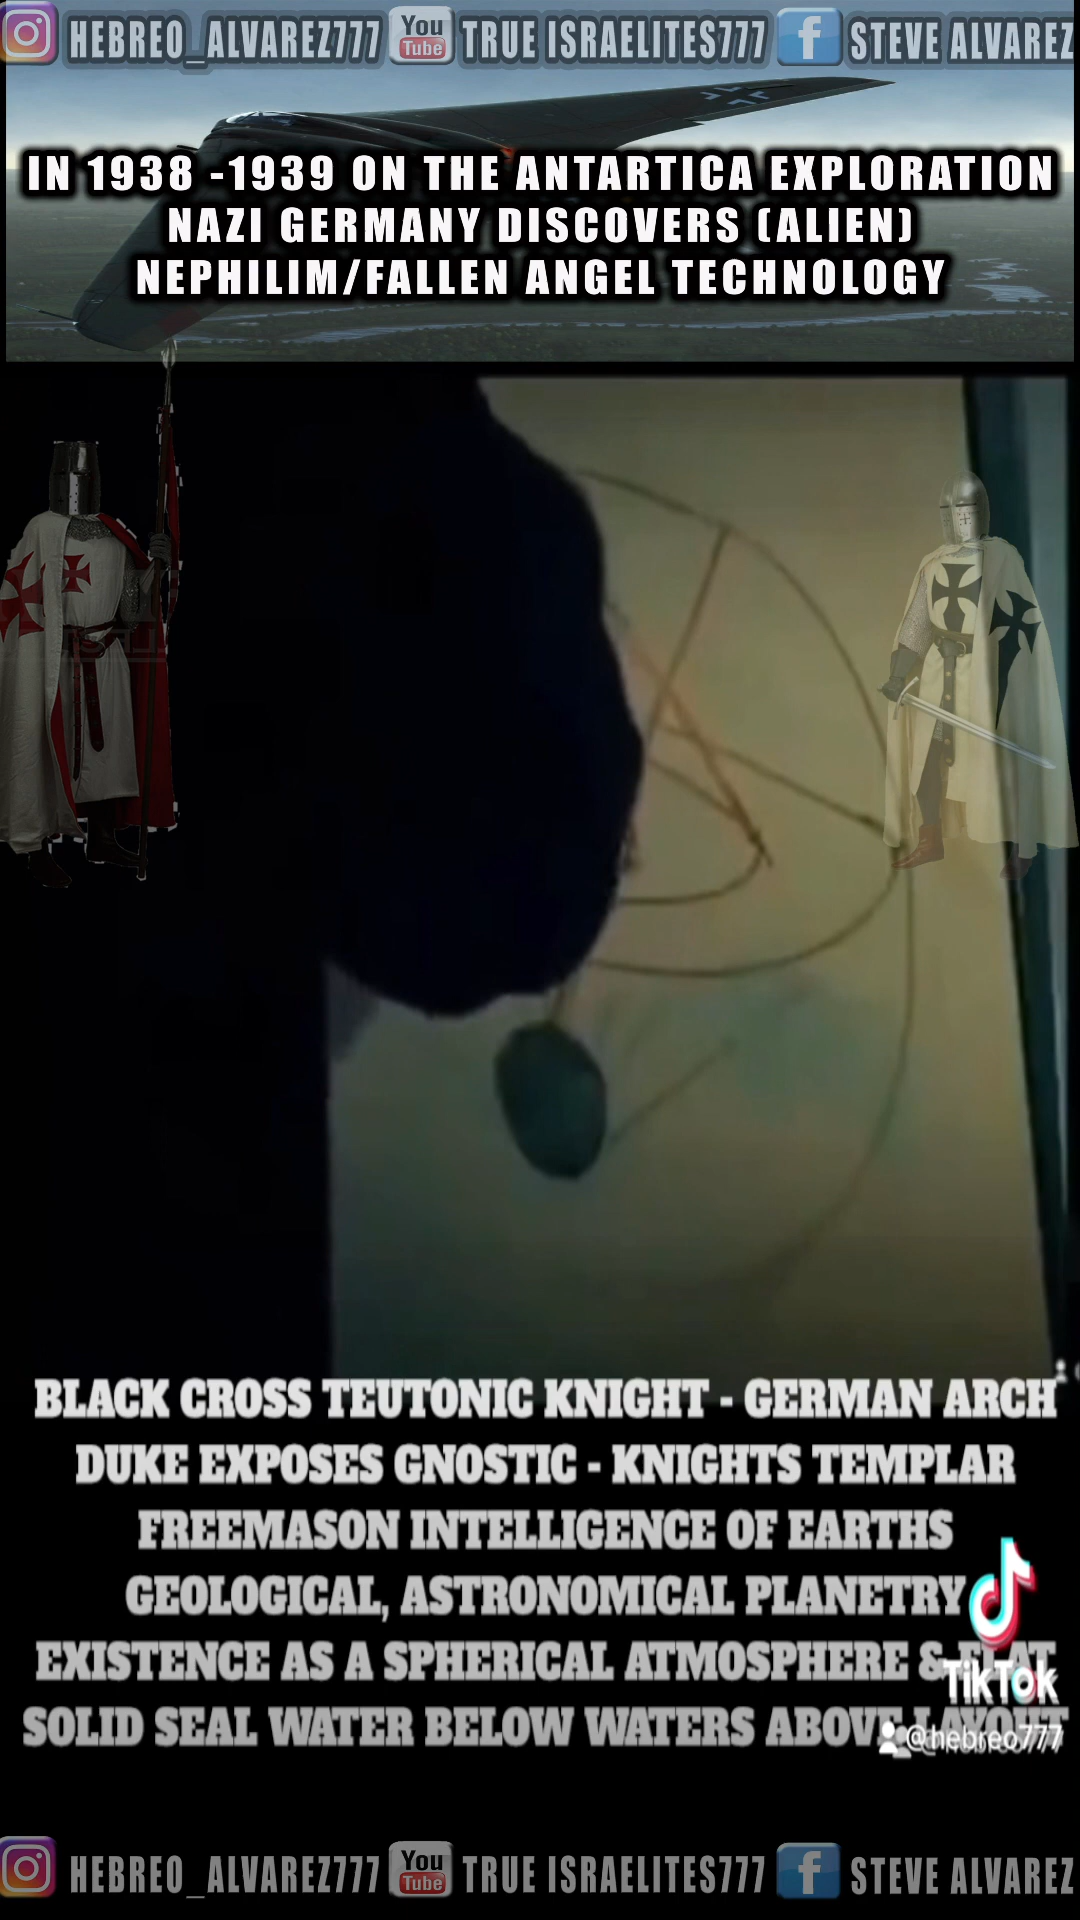 HEBREO_ALVAREZ777 You Tube TRUE ISRAELITES777 f STEVE ALVAREZ
IN 1938 -1939 ON THE ANTARTICA EXPLORATION
NAZI GERMANY DISCOVERS (ALIEN)
NEPHILIM/FALLEN ANGEL TECHNOLOGY
BLACK CROSS TEUTONIC KNIGHT - GERMAN ARCH
DUKE EXPOSES GNOSTIC - KNIGHTS TEMPLAR
FREEMASON INTELLIGENCE OF EARTHS
GEOLOGICAL, ASTRONOMICAL PLANETRY
EXISTENCE AS A SPHERICAL ATMOSPHERE & FLAT
TikTok
SOLID SEAL WATER BELOW WATERS ABOVE LAYOUT
@hebreo777
HEBREO_ALVAREZ777 You Tube TRUE ISRAELITES777 f STEVE ALVAREZ